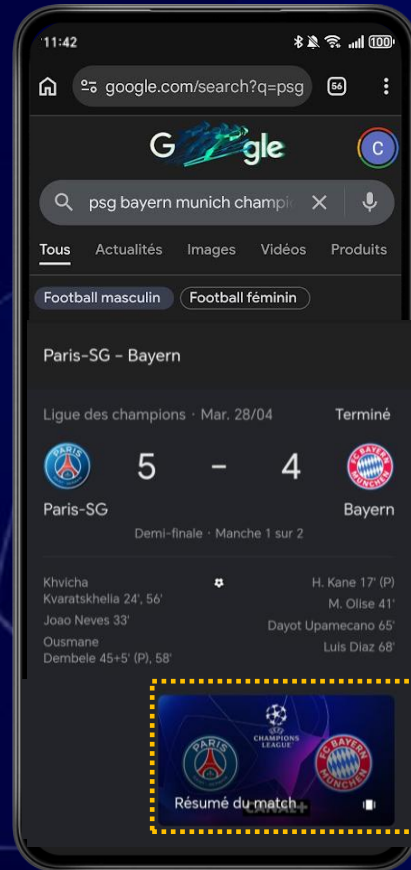 11:42
100
google.com/search?q=psg
56
G gle
C
psg bayern munich champi
Tous Actualités Images Vidéos Produits
Football masculin Football féminin
Paris-SG - Bayern
Ligue des champions · Mar. 28/04 Terminé
PARIS
5 - 4
FC BAYERN MÜNCHEN
Paris-SG Bayern
Demi-finale · Manche 1 sur 2
Khvicha
Kvaratskhelia 24', 56'
Joao Neves 33'
Ousmane
Dembele 45+5' (P), 58'
H. Kane 17' (P)
M. Olise 41'
Dayot Upamecano 65'
Luis Diaz 68'
CHAMPIONS
LEAGUE
PARIS
FC BAYERN MÜNCHEN
Résumé du match
CANAL+